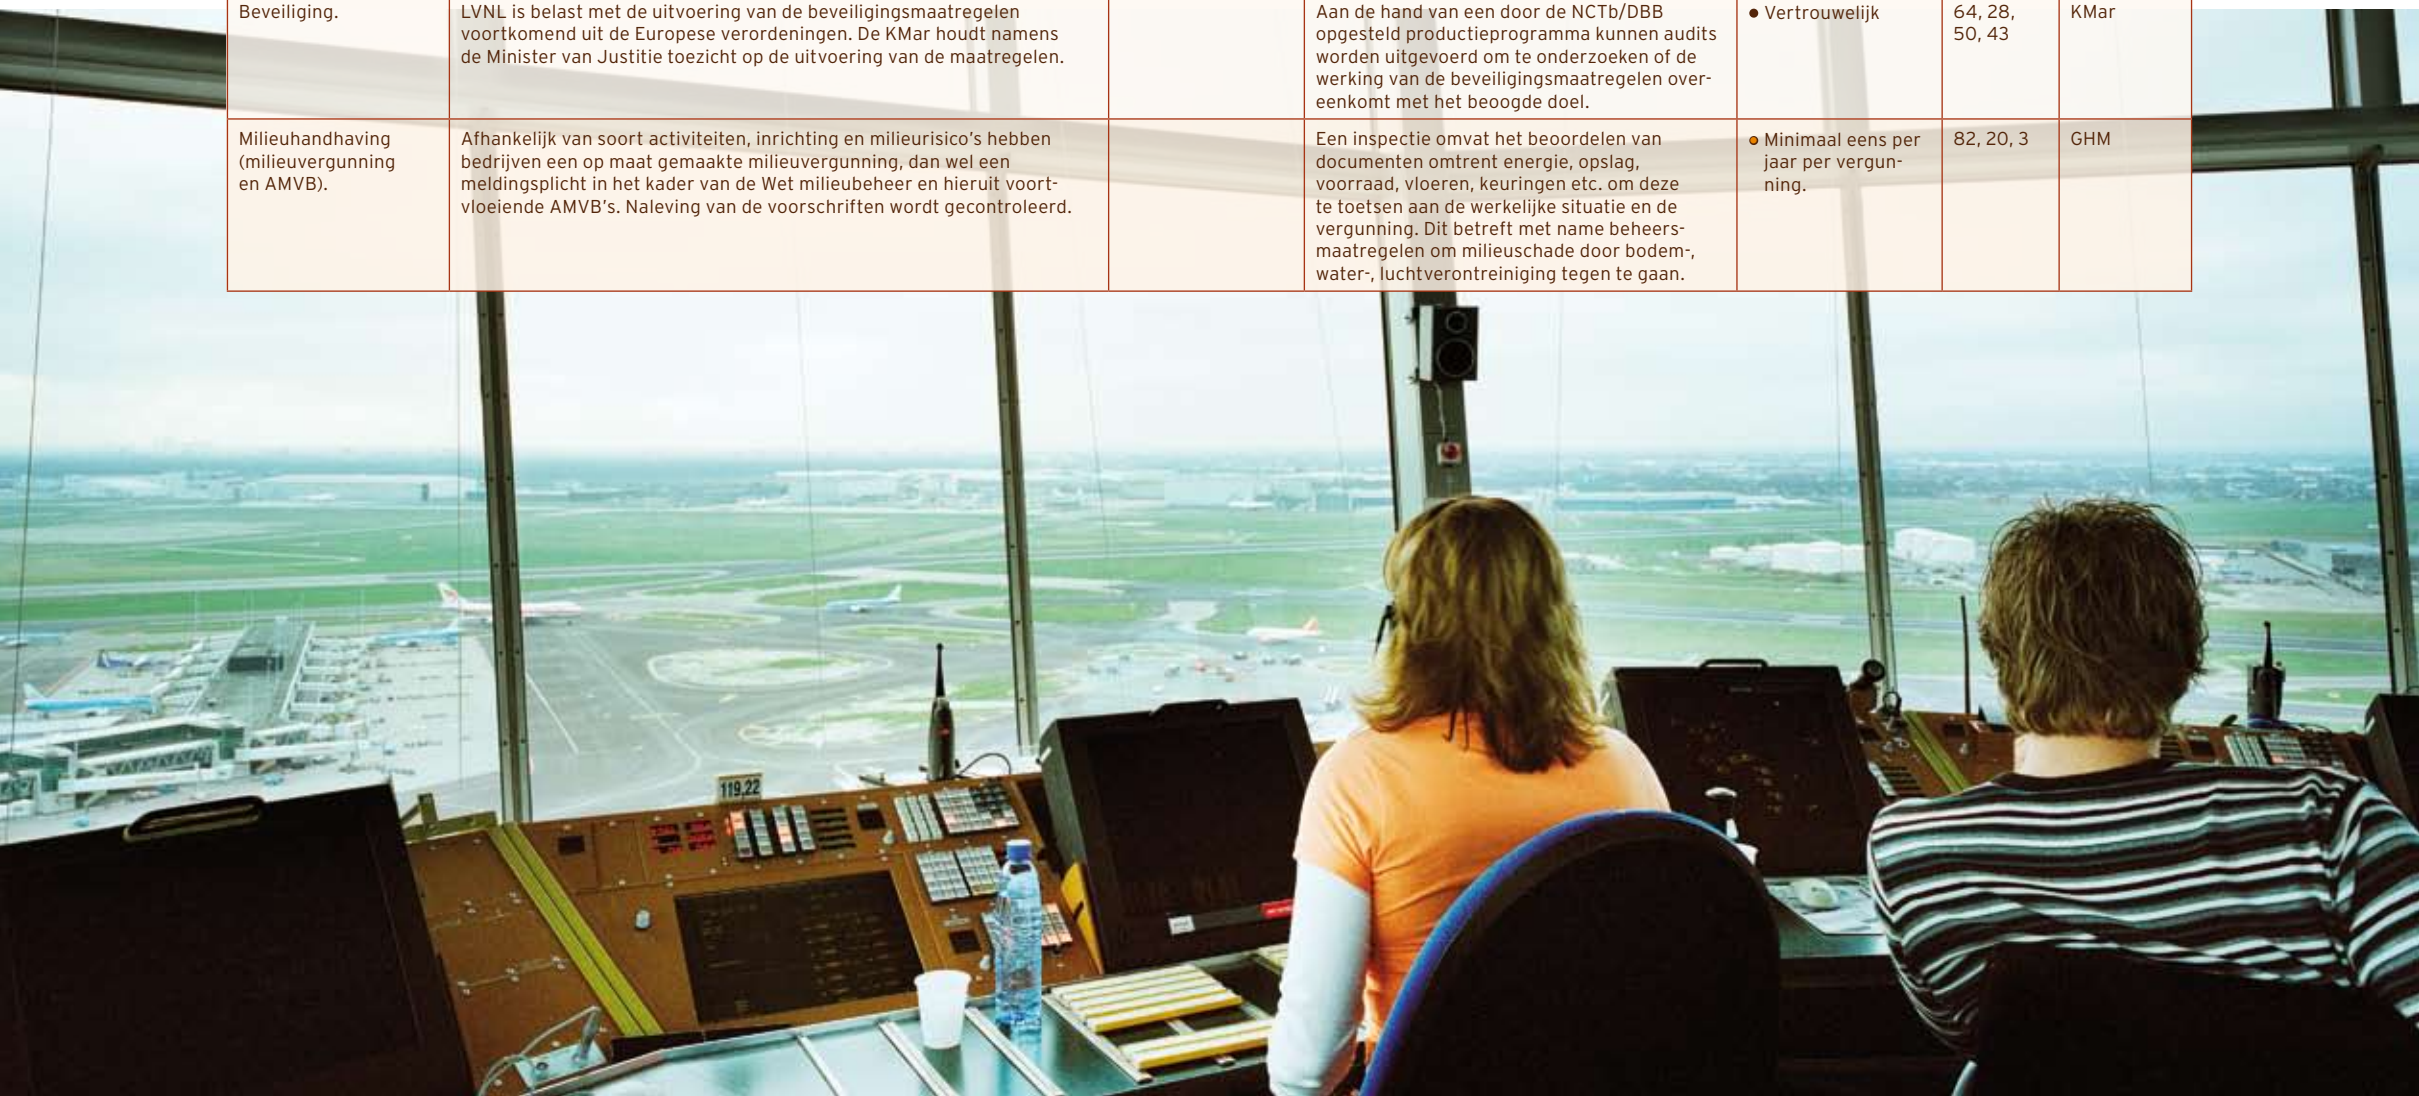 Beveiliging.
LVNL is belast met de uitvoering van de beveiligingsmaatregelen
voortkomend uit de Europese verordeningen. De KMar houdt namens
de Minister van Justitie toezicht op de uitvoering van de maatregelen.
Aan de hand van een door de NCTb/DBB
opgesteld productieprogramma kunnen audits
worden uitgevoerd om te onderzoeken of de
werking van de beveiligingsmaatregelen over-
eenkomt met het beoogde doel.
• Vertrouwelijk
64, 28,
50, 43
KMar
Milieuhandhaving
(milieuvergunning
en AMVB).
Afhankelijk van soort activiteiten, inrichting en milieurisico's hebben
bedrijven een op maat gemaakte milieuvergunning, dan wel een
meldingsplicht in het kader van de Wet milieubeheer en hieruit voort-
vloeiende AMVB's. Naleving van de voorschriften wordt gecontroleerd.
Een inspectie omvat het beoordelen van
documenten omtrent energie, opslag,
voorraad, vloeren, keuringen etc. om deze
te toetsen aan de werkelijke situatie en de
vergunning. Dit betreft met name beheers-
maatregelen om milieuschade door bodem-,
water-, luchtverontreiniging tegen te gaan.
• Minimaal eens per
jaar per vergun-
ning.
82, 20, 3
GHM
119,22